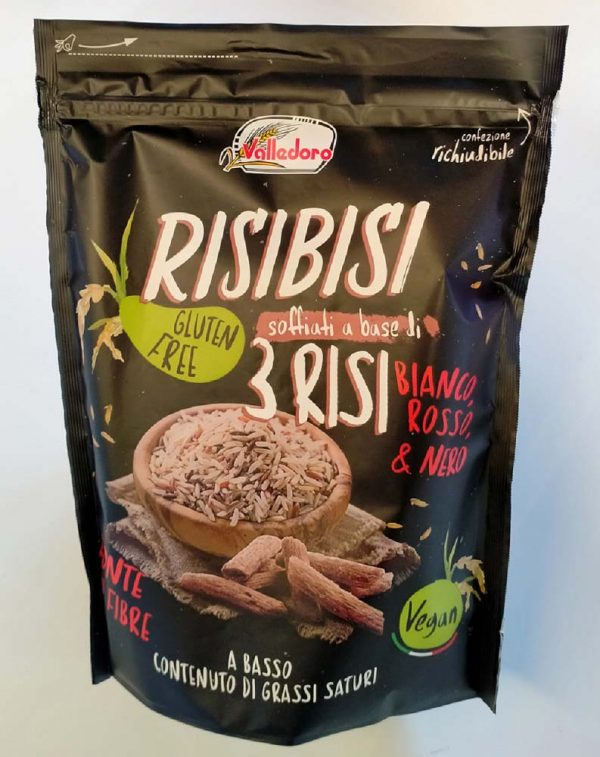 Valledoro
confezione
richiudibile
RISIBISI
GLUTEN
FREE
soffiati a base di
3 RISI
BIANCO,
ROSSO,
& NERO
FIBRE
Vegan
A BASSO
CONTENUTO DI GRASSI SATURI